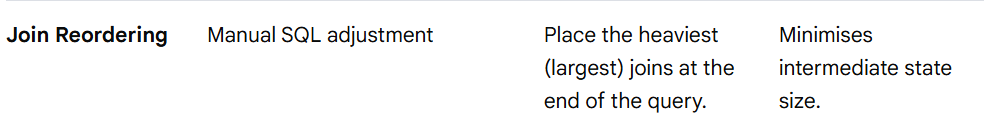 Join Reordering
Manual SQL adjustment
Place the heaviest
(largest) joins at the
end of the query.
Minimises
intermediate state
size.